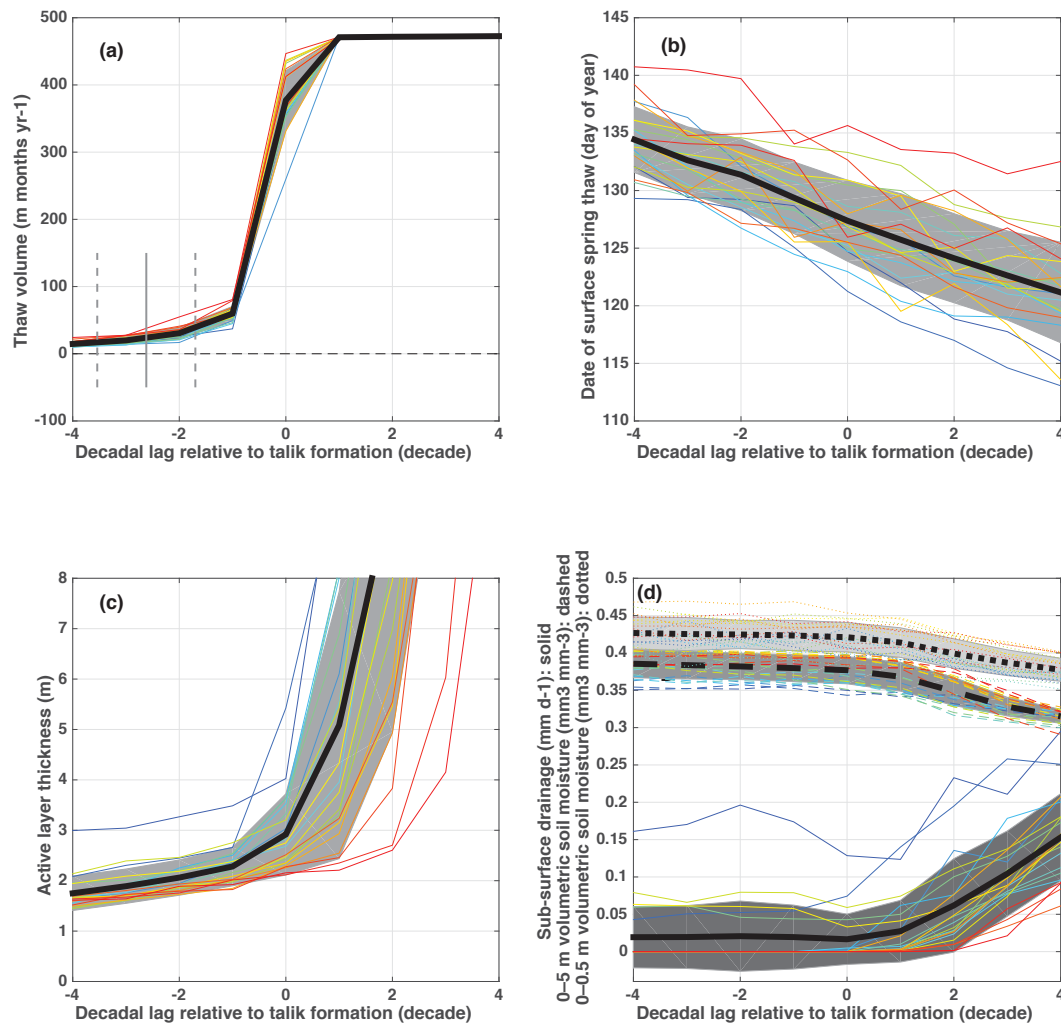 (a)
Thaw volume (m months yr-1)
500
400
300
200
100
0
-100
-4 -2 0 2 4
Decadal lag relative to talik formation (decade)
(b)
Date of surface spring thaw (day of year)
140
135
130
125
120
115
110
-4 -2 0 2 4
Decadal lag relative to talik formation (decade)
(c)
Active layer thickness (m)
8
7
6
5
4
3
2
1
0
-4 -2 0 2 4
Decadal lag relative to talik formation (decade)
(d)
Sub-surface drainage (mm d-1): solid
0–5 m volumetric soil moisture (mm3 mm-3): dashed
0–0.5 m volumetric soil moisture (mm3 mm-3): dotted
0.5
0.45
0.4
0.35
0.3
0.25
0.2
0.15
0.1
0.05
0
-4 -2 0 2 4
Decadal lag relative to talik formation (decade)